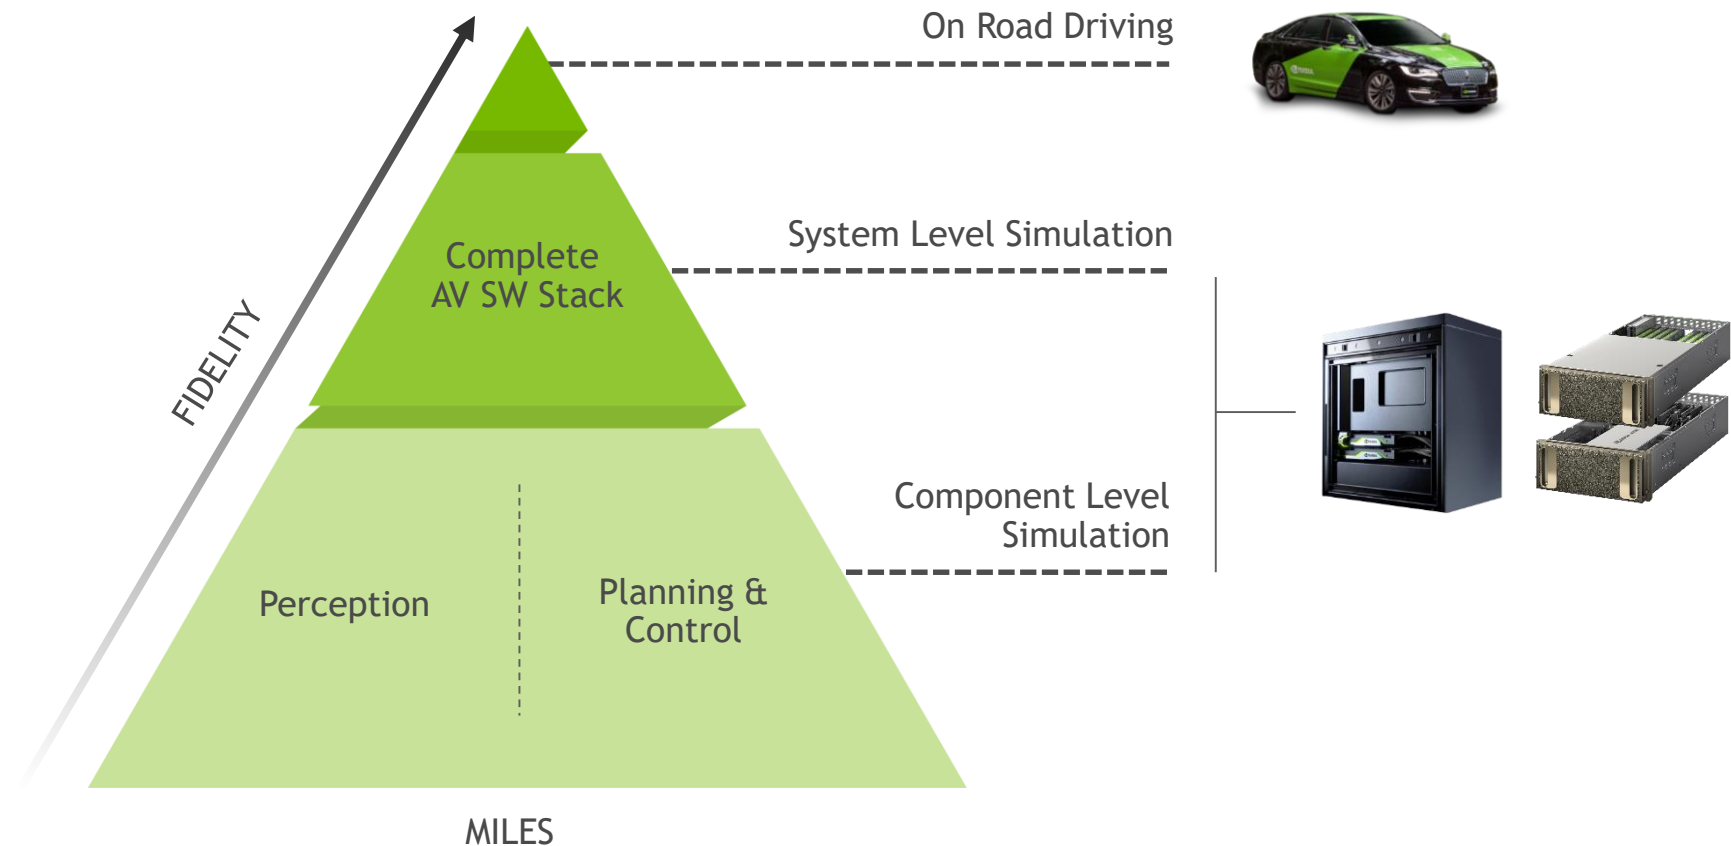 On Road Driving
System Level Simulation
Complete
AV SW Stack
FIDELITY
Component Level
Simulation
Perception
Planning &
Control
MILES